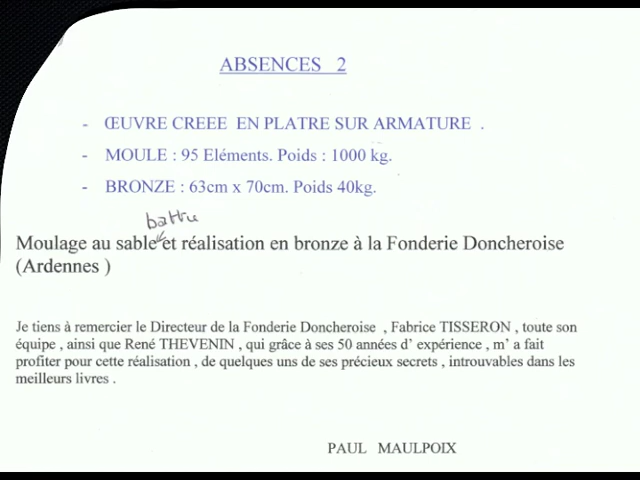 ABSENCES 2
- ŒUVRE CREEE EN PLATRE SUR ARMATURE .
- MOULE : 95 Eléments. Poids : 1000 kg.
- BRONZE : 63cm x 70cm. Poids 40kg.
battu
Moulage au sable et réalisation en bronze à la Fonderie Doncheroise
(Ardennes )
Je tiens à remercier le Directeur de la Fonderie Doncheroise , Fabrice TISSERON , toute son
équipe , ainsi que René THEVENIN , qui grâce à ses 50 années d' expérience , m' a fait
profiter pour cette réalisation , de quelques uns de ses précieux secrets , introuvables dans les
meilleurs livres .
PAUL MAULPOIX